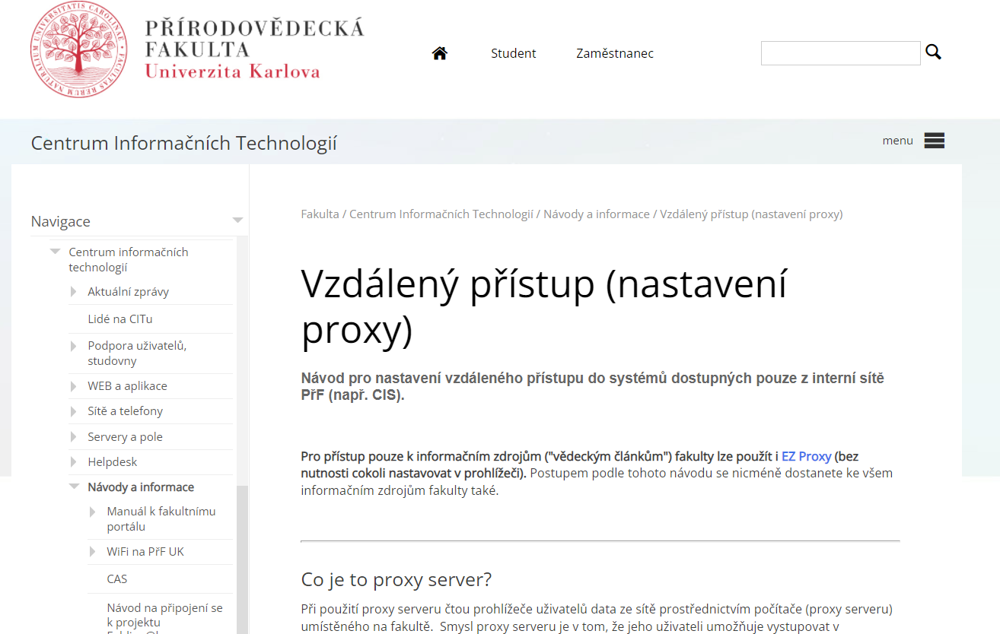 UNIVERSITATIS CAROLINAE • FACULTAS RERUM NATURALIUM
PŘÍRODOVĚDECKÁ
FAKULTA
Univerzita Karlova
Student
Zaměstnanec
Centrum Informačních Technologií
menu
Navigace
Centrum informačních
technologií
Aktuální zprávy
Lidé na CITu
Podpora uživatelů,
studovny
WEB a aplikace
Sítě a telefony
Servery a pole
Helpdesk
Návody a informace
Manuál k fakultnímu
portálu
WiFi na PřF UK
CAS
Návod na připojení se
k projektu
Fakulta / Centrum Informačních Technologií / Návody a informace / Vzdálený přístup (nastavení proxy)
Vzdálený přístup (nastavení
proxy)
Návod pro nastavení vzdáleného přístupu do systémů dostupných pouze z interní sítě
PřF (např. CIS).
Pro přístup pouze k informačním zdrojům ("vědeckým článkům") fakulty lze použít i EZ Proxy (bez
nutnosti cokoli nastavovat v prohlížeči). Postupem podle tohoto návodu se nicméně dostanete ke všem
informačním zdrojům fakulty také.
Co je to proxy server?
Při použití proxy serveru čtou prohlížeče uživatelů data ze sítě prostřednictvím počítače (proxy serveru)
umístěného na fakultě. Smysl proxy serveru je v tom, že jeho uživateli umožňuje vystupovat v